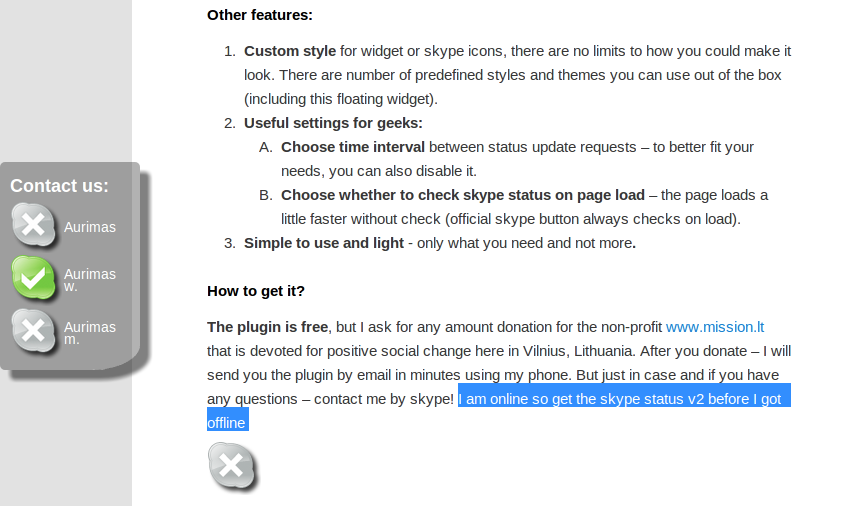 Other features:
1. Custom style for widget or skype icons, there are no limits to how you could make it
look. There are number of predefined styles and themes you can use out of the box
(including this floating widget).
2. Useful settings for geeks:
A. Choose time interval between status update requests – to better fit your
needs, you can also disable it.
B. Choose whether to check skype status on page load – the page loads a
little faster without check (official skype button always checks on load).
3. Simple to use and light - only what you need and not more.
How to get it?
The plugin is free, but I ask for any amount donation for the non-profit www.mission.lt
that is devoted for positive social change here in Vilnius, Lithuania. After you donate – I will
send you the plugin by email in minutes using my phone. But just in case and if you have
any questions – contact me by skype! I am online so get the skype status v2 before I got
offline
Contact us:
Aurimas
Aurimas
w.
Aurimas
m.